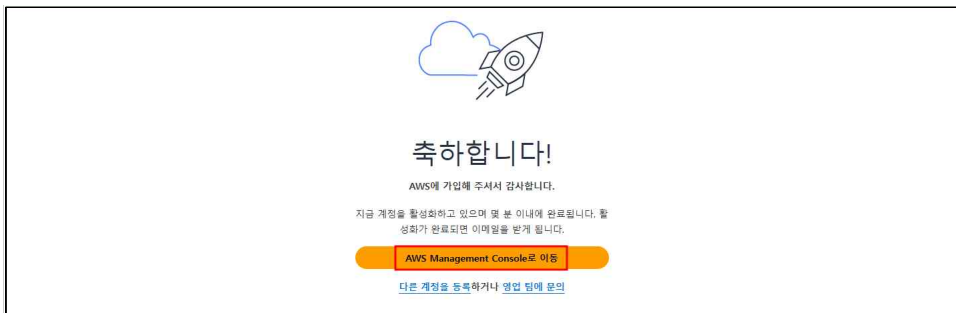 축하합니다!
AWS에 가입해 주셔서 감사합니다.
지금 계정을 활성화하고 있으며 몇 분 이내에 완료됩니다. 활
성화가 완료되면 이메일을 받게 됩니다.
AWS Management Console로 이동
다른 계정을 등록하거나 영업 팀에 문의